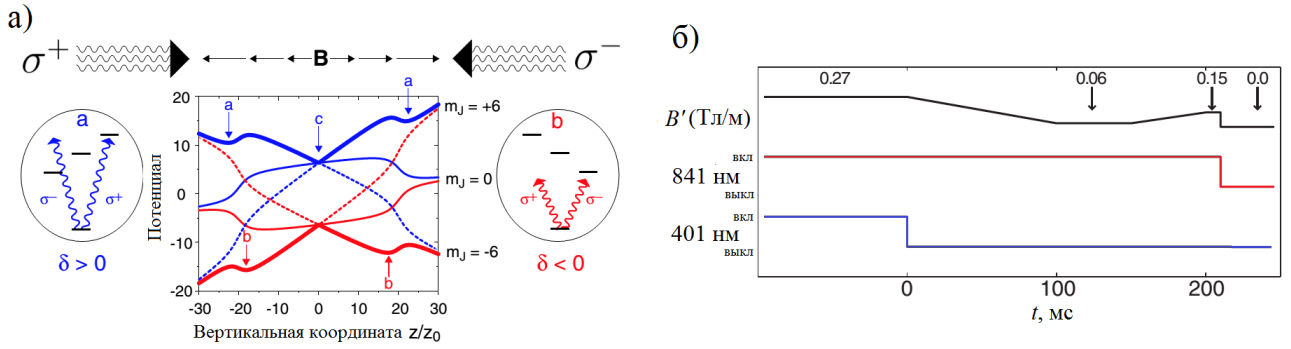 а)
σ⁺
B
σ⁻
a
σ⁻
σ⁺
δ > 0
Потенциал
20
10
0
-10
-20
a
c
a
b
b
-30
-20
-10
0
10
20
30
Вертикальная координата z/z₀
m_J = +6
m_J = 0
m_J = -6
b
σ⁺
σ⁻
δ < 0
б)
0.27
0.06
0.15
0.0
B' (Тл/м)
вкл
841 нм
выкл
вкл
401 нм
выкл
0
100
200
t, мс